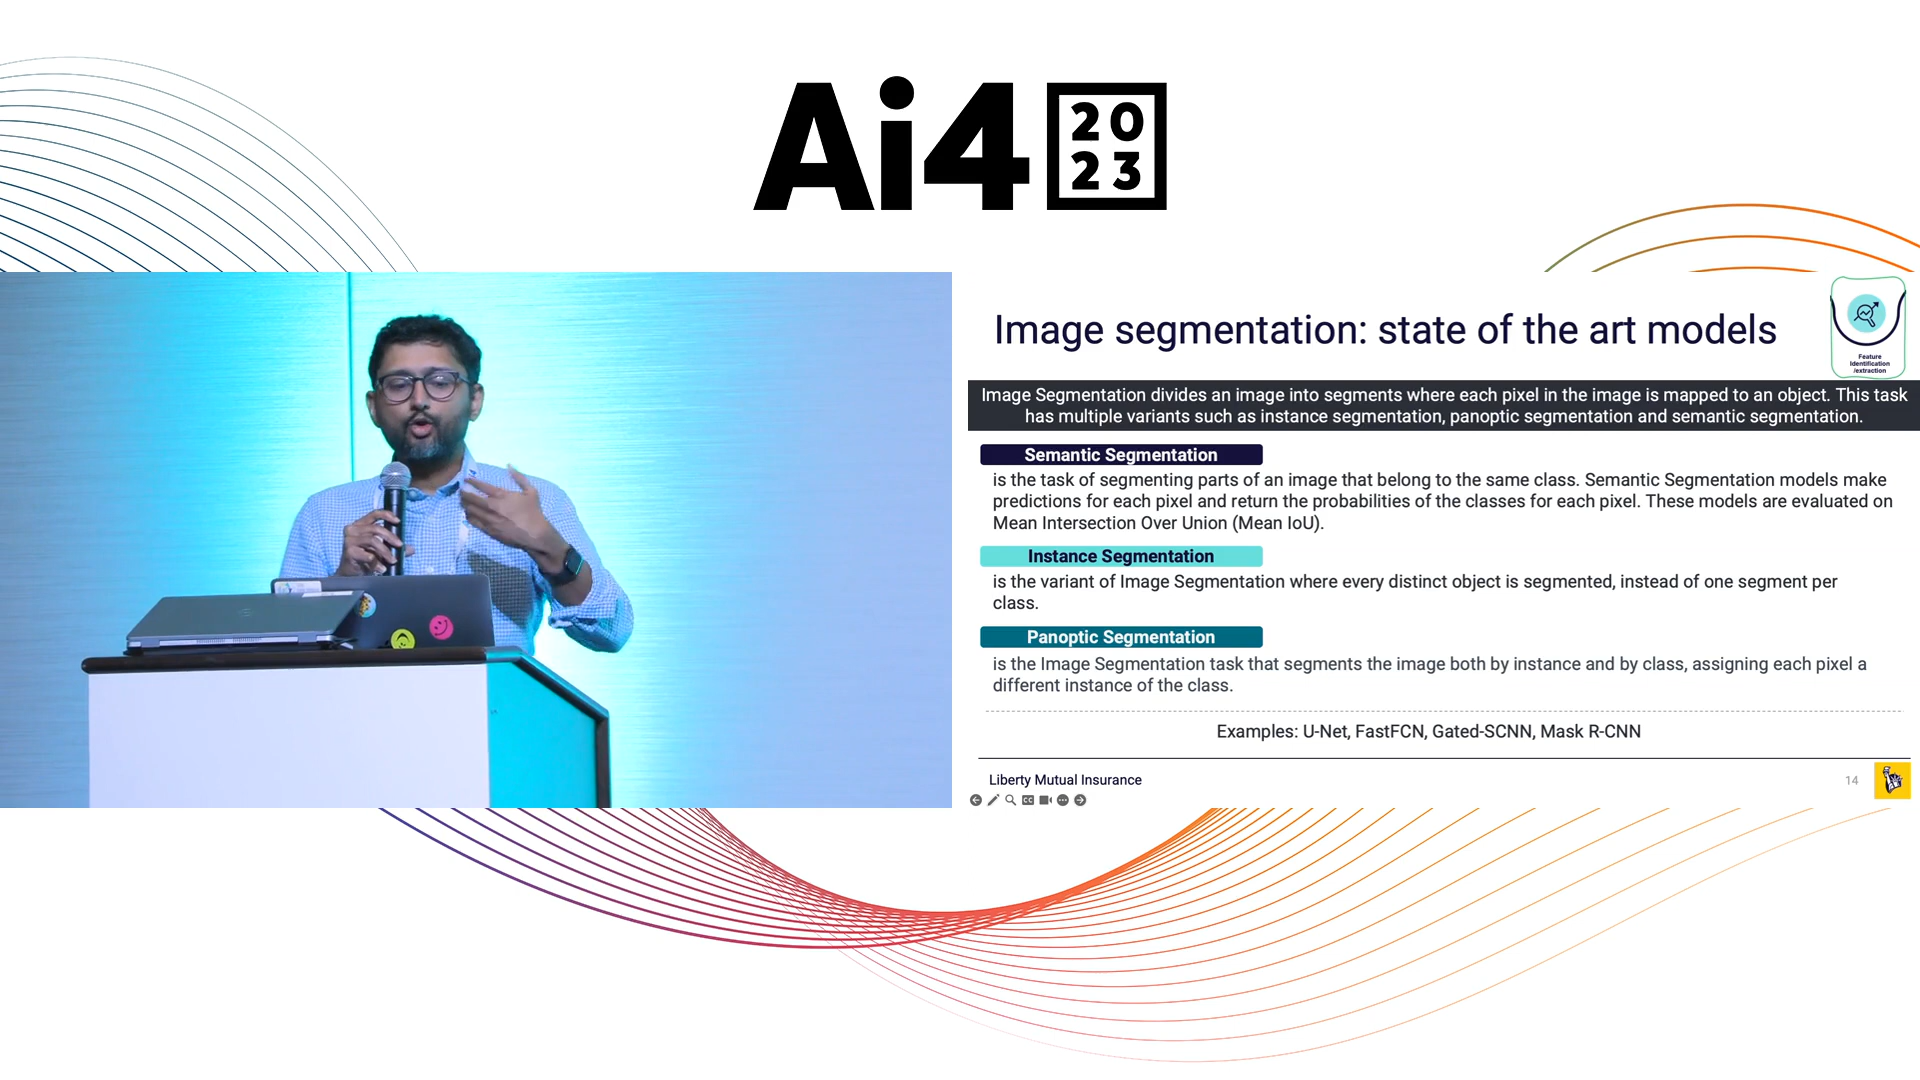 Ai4
20
23
Image segmentation: state of the art models
Feature
Identification
/extraction
Image Segmentation divides an image into segments where each pixel in the image is mapped to an object. This task
has multiple variants such as instance segmentation, panoptic segmentation and semantic segmentation.
Semantic Segmentation
is the task of segmenting parts of an image that belong to the same class. Semantic Segmentation models make
predictions for each pixel and return the probabilities of the classes for each pixel. These models are evaluated on
Mean Intersection Over Union (Mean IoU).
Instance Segmentation
is the variant of Image Segmentation where every distinct object is segmented, instead of one segment per
class.
Panoptic Segmentation
is the Image Segmentation task that segments the image both by instance and by class, assigning each pixel a
different instance of the class.
Examples: U-Net, FastFCN, Gated-SCNN, Mask R-CNN
Liberty Mutual Insurance
14
CC